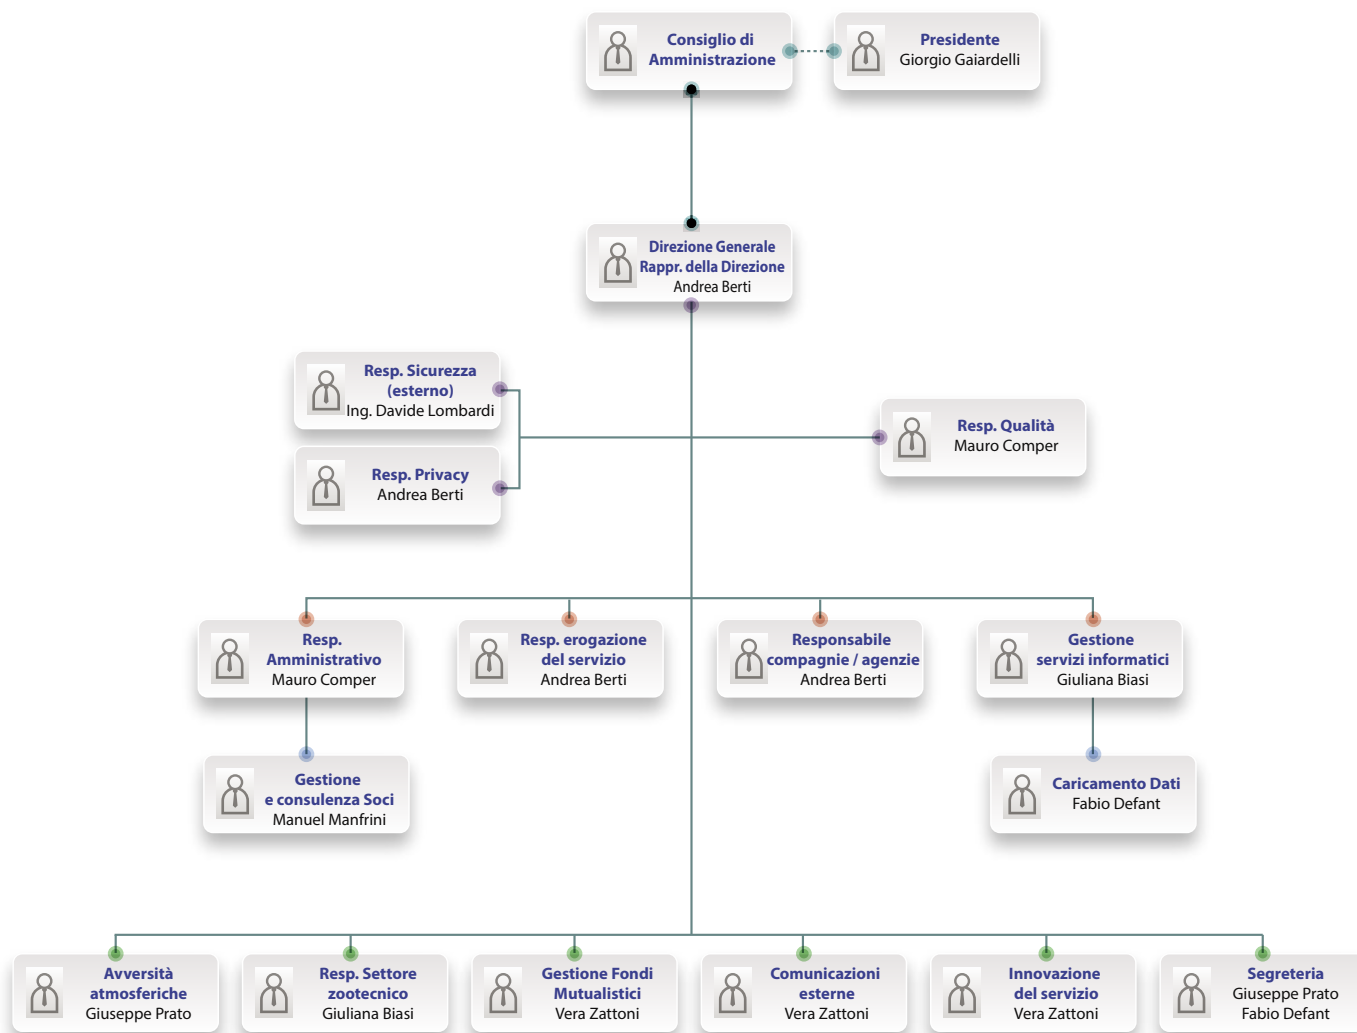 Consiglio di
Amministrazione
Presidente
Giorgio Gaiardelli
Direzione Generale
Rappr. della Direzione
Andrea Berti
Resp. Sicurezza
(esterno)
Ing. Davide Lombardi
Resp. Qualità
Mauro Comper
Resp. Privacy
Andrea Berti
Resp.
Amministrativo
Mauro Comper
Resp. erogazione
del servizio
Andrea Berti
Responsabile
compagnie / agenzie
Andrea Berti
Gestione
servizi informatici
Giuliana Biasi
Gestione
e consulenza Soci
Manuel Manfrini
Caricamento Dati
Fabio Defant
Avversità
atmosferiche
Giuseppe Prato
Resp. Settore
zootecnico
Giuliana Biasi
Gestione Fondi
Mutualistici
Vera Zattoni
Comunicazioni
esterne
Vera Zattoni
Innovazione
del servizio
Vera Zattoni
Segreteria
Giuseppe Prato
Fabio Defant